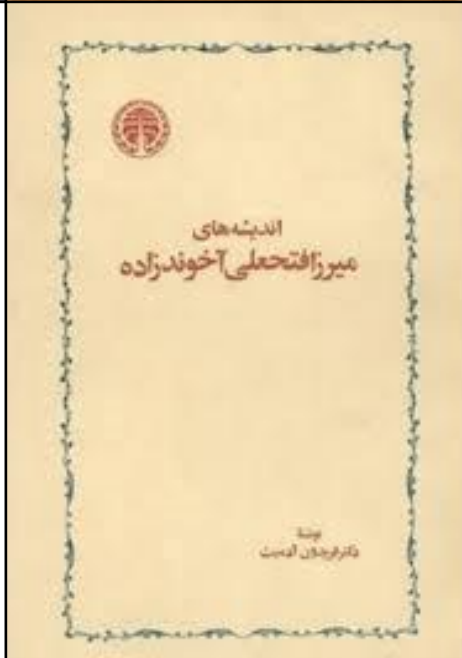 اندیشه‌های
میرزا فتحعلی آخوندزاده
نوشتهٔ
دکتر فریدون آدمیت